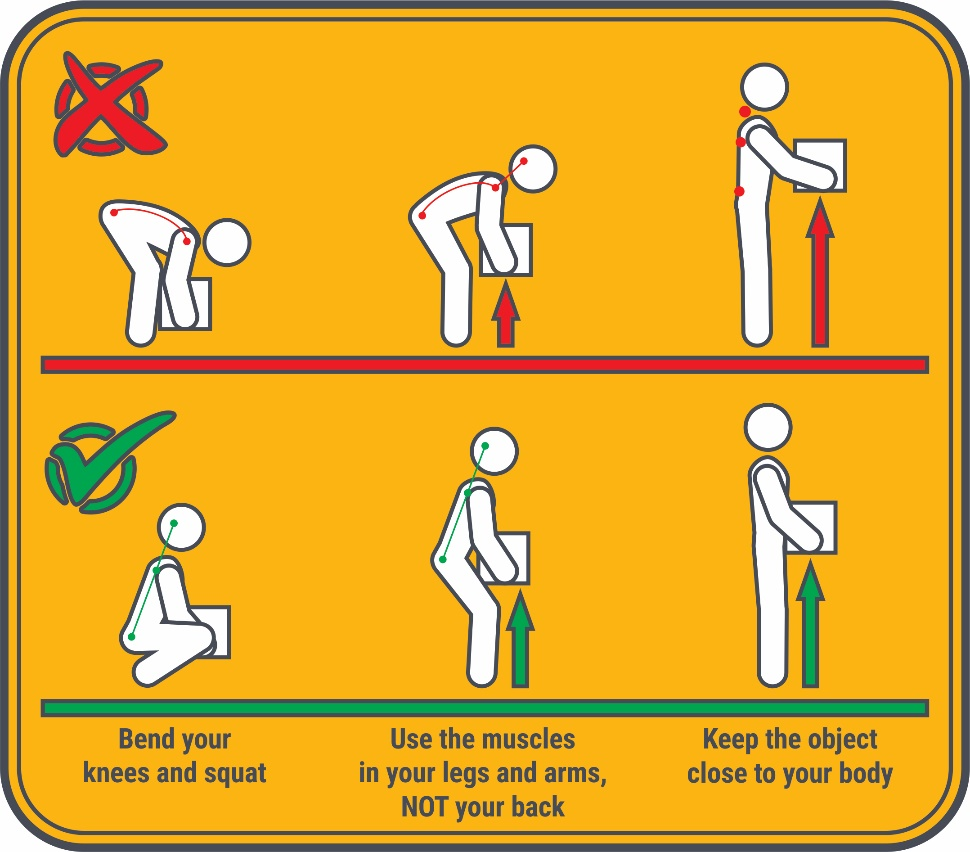 Bend your
knees and squat
Use the muscles
in your legs and arms,
NOT your back
Keep the object
close to your body